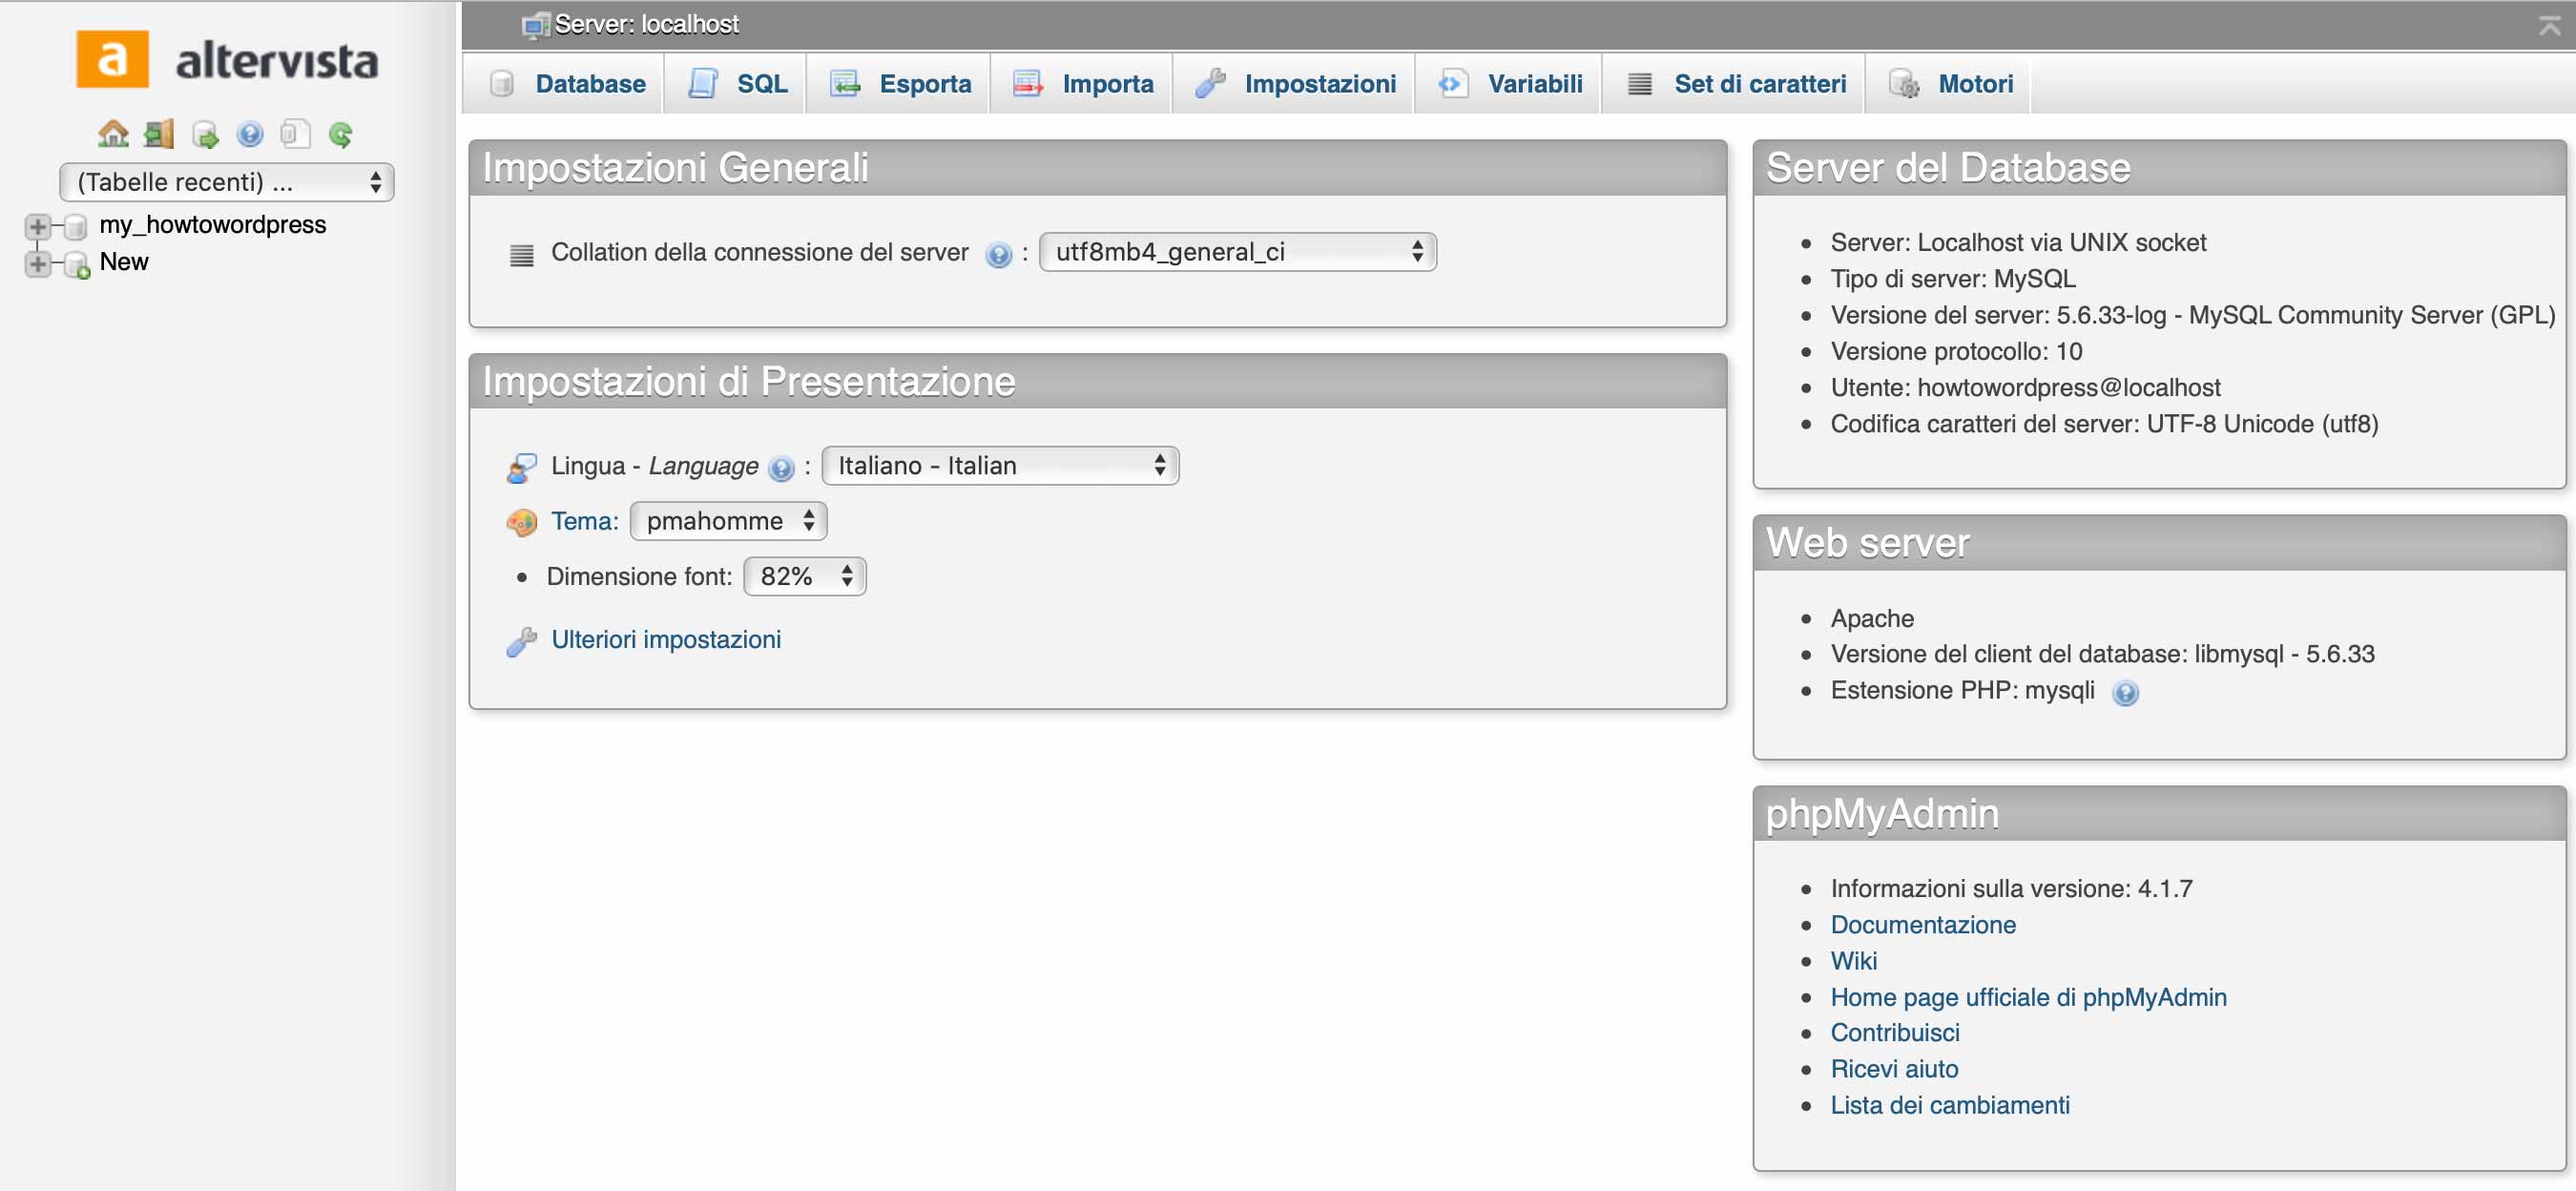 a altervista
(Tabelle recenti) ...
my_howtowordpress
New
Server: localhost
Database SQL Esporta Importa Impostazioni Variabili Set di caratteri Motori
Impostazioni Generali
Collation della connessione del server : utf8mb4_general_ci
Impostazioni di Presentazione
Lingua - Language : Italiano - Italian
Tema: pmahomme
Dimensione font: 82%
Ulteriori impostazioni
Server del Database
Server: Localhost via UNIX socket
Tipo di server: MySQL
Versione del server: 5.6.33-log - MySQL Community Server (GPL)
Versione protocollo: 10
Utente: howtowordpress@localhost
Codifica caratteri del server: UTF-8 Unicode (utf8)
Web server
Apache
Versione del client del database: libmysql - 5.6.33
Estensione PHP: mysqli
phpMyAdmin
Informazioni sulla versione: 4.1.7
Documentazione
Wiki
Home page ufficiale di phpMyAdmin
Contribuisci
Ricevi aiuto
Lista dei cambiamenti